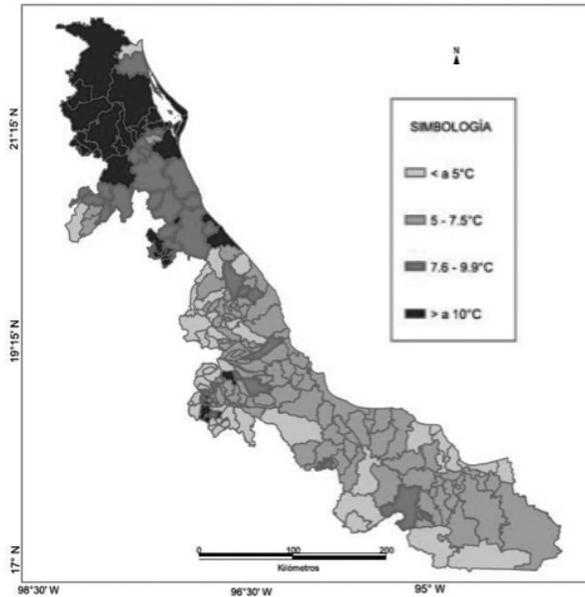 N
21°15' N
SIMBOLOGÍA
< a 5°C
5 - 7.5°C
7.6 - 9.9°C
> a 10°C
19°15' N
17° N
0 100 200
Kilómetros
98°30' W 96°30' W 95° W